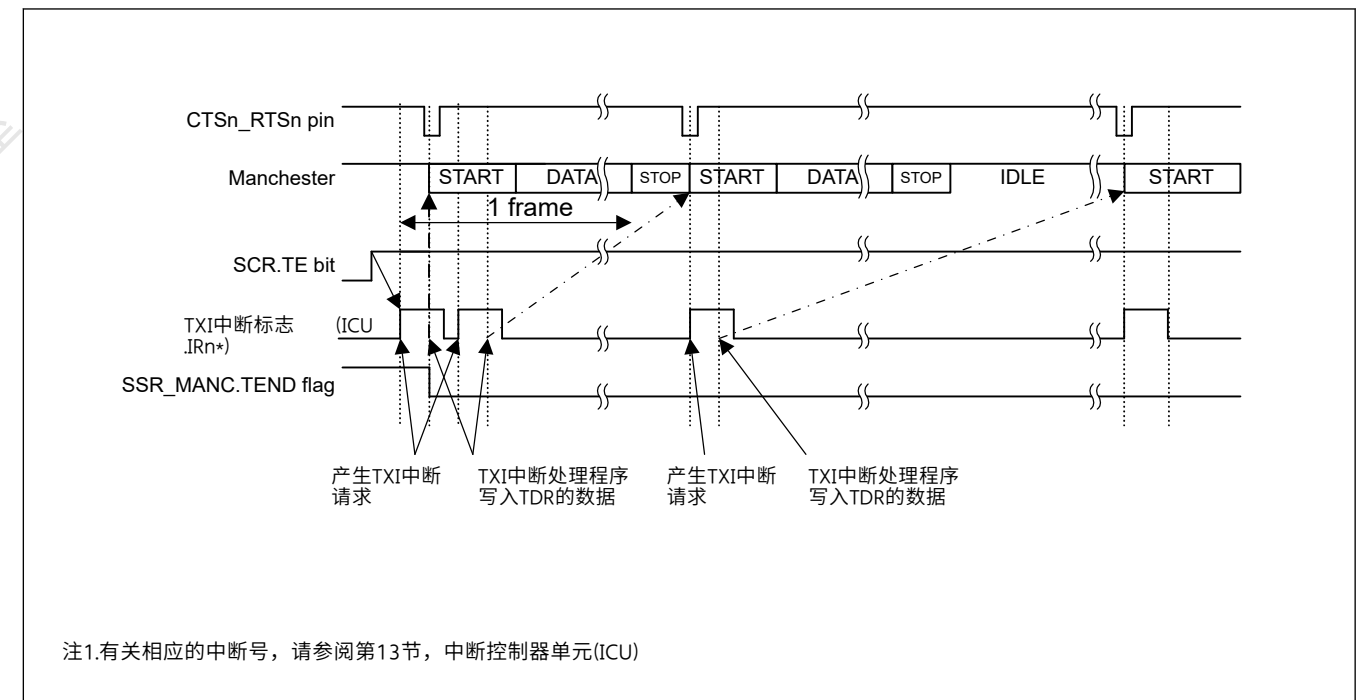 CTSn_RTSn pin
Manchester
START DATA STOP START DATA STOP IDLE START
1 frame
SCR.TE bit
TXI中断标志 (ICU
.IRn*)
SSR_MANC.TEND flag
产生TXI中断
请求
TXI中断处理程序
写入TDR的数据
产生TXI中断
请求
TXI中断处理程序
写入TDR的数据
注1.有关相应的中断号，请参阅第13节，中断控制器单元(ICU)